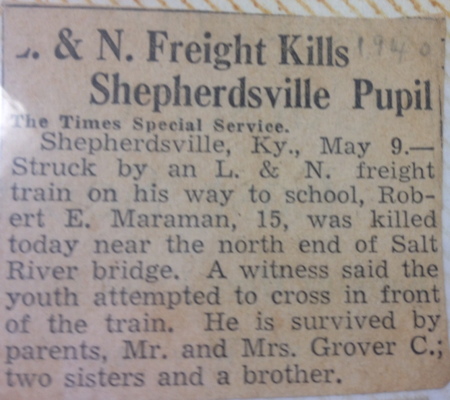 L. & N. Freight Kills 1940
Shepherdsville Pupil
The Times Special Service.
Shepherdsville, Ky., May 9.—
Struck by an L. & N. freight
train on his way to school, Rob-
ert E. Maraman, 15, was killed
today near the north end of Salt
River bridge. A witness said the
youth attempted to cross in front
of the train. He is survived by
parents, Mr. and Mrs. Grover C.;
two sisters and a brother.